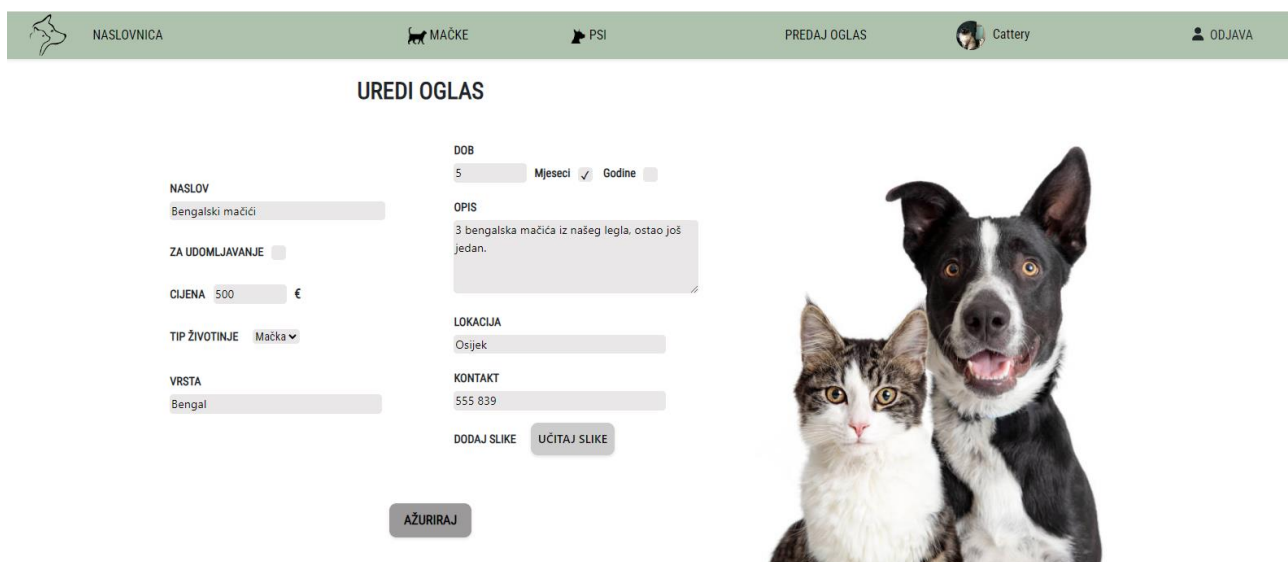 NASLOVNICA
MAČKE
PSI
PREDAJ OGLAS
Cattery
ODJAVA
UREDI OGLAS
NASLOV
Bengalski mačići
ZA UDOMLJAVANJE
CIJENA 500 €
TIP ŽIVOTINJE Mačka
VRSTA
Bengal
DOB
5 Mjeseci ✓ Godine
OPIS
3 bengalska mačića iz našeg legla, ostao još
jedan.
LOKACIJA
Osijek
KONTAKT
555 839
DODAJ SLIKE UČITAJ SLIKE
AŽURIRAJ